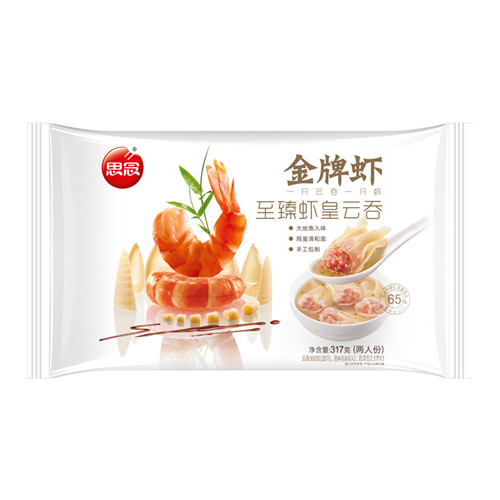 思念
®
金牌虾
一只云吞一只虾
至臻虾皇云吞
• 大地鱼入味
• 鸡蛋清和面
• 手工包制
65%
净含量:317克 (两人份)